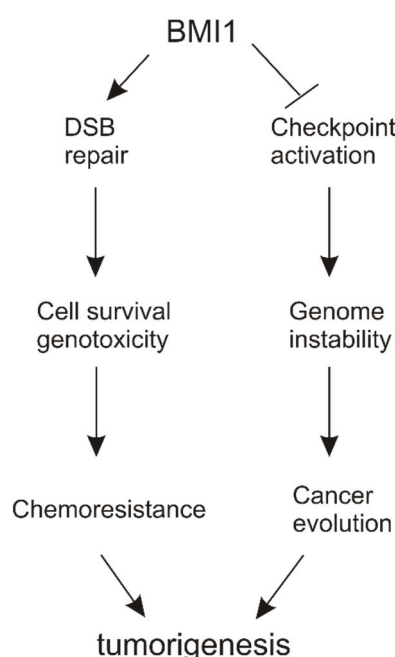 BMI1
DSB
repair
Checkpoint
activation
Cell survival
genotoxicity
Genome
instability
Chemoresistance
Cancer
evolution
tumorigenesis